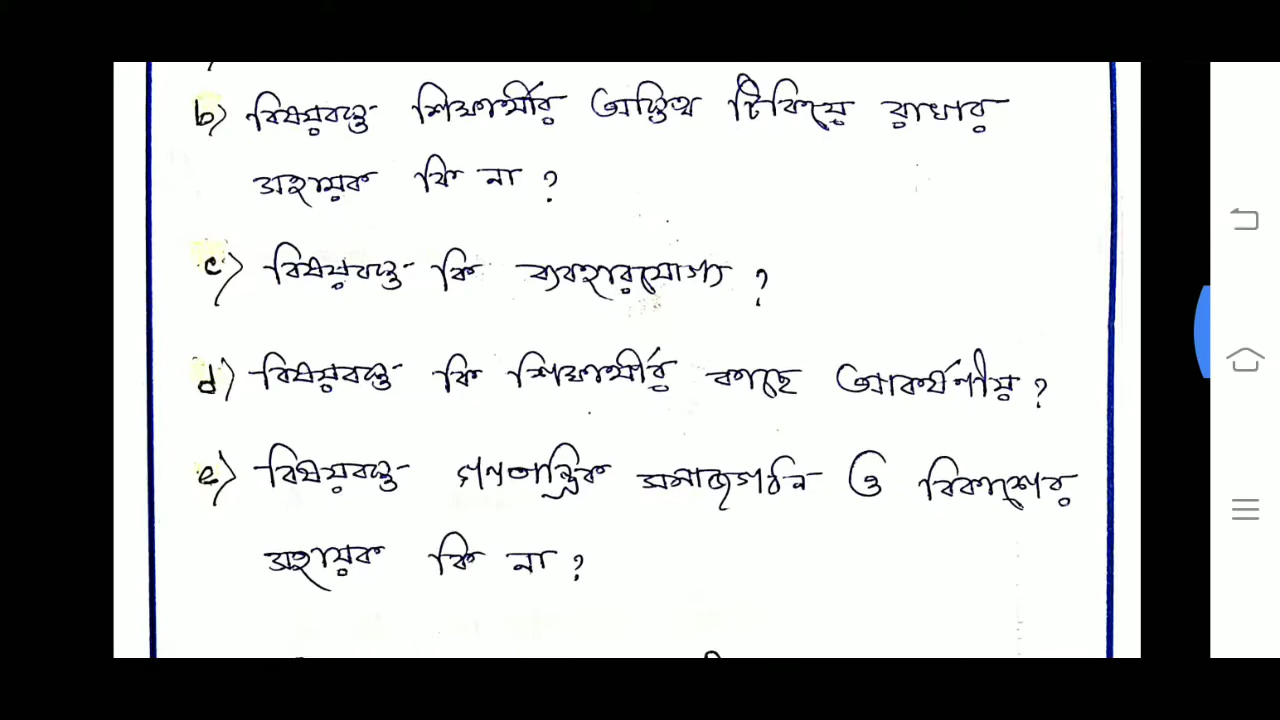 b) বিষয়বস্তু শিক্ষার্থীর অস্তিত্ব টিকিয়ে রাখার
সহায়ক কি না ?
c) বিষয়বস্তু কি ব্যবহারযোগ্য ?
d) বিষয়বস্তু কি শিক্ষার্থীর কাছে আকর্ষণীয় ?
e) বিষয়বস্তু গণতান্ত্রিক সমাজগঠন ও বিকাশের
সহায়ক কি না ?